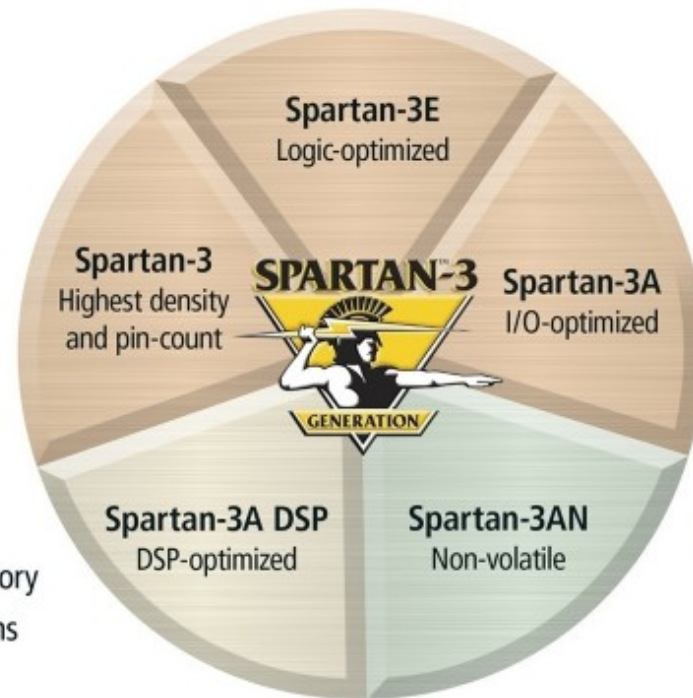 Spartan-3E
Logic-optimized
Spartan-3
Highest density
and pin-count
SPARTAN™-3
GENERATION
Spartan-3A
I/O-optimized
Spartan-3A DSP
DSP-optimized
Spartan-3AN
Non-volatile